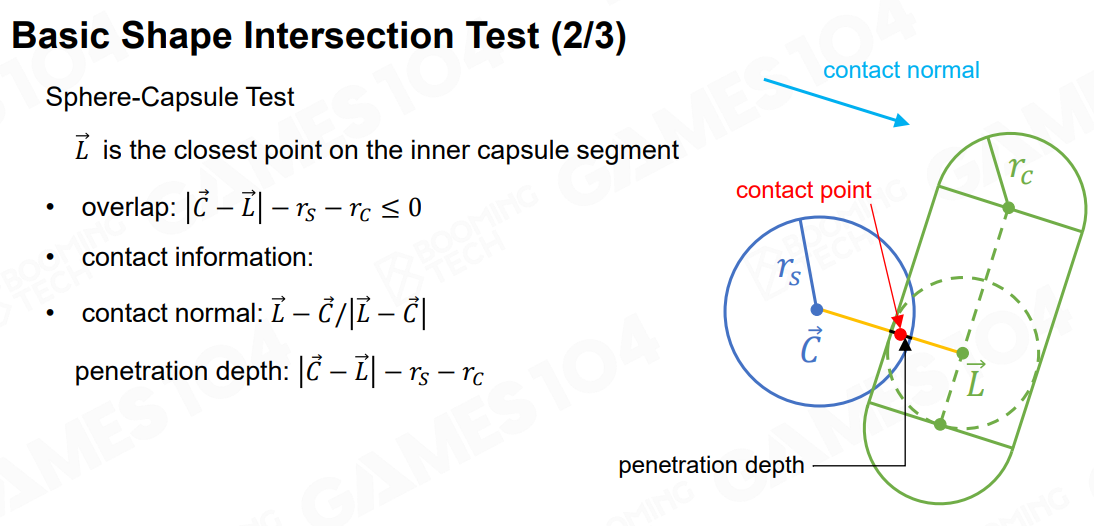 Basic Shape Intersection Test (2/3)
Sphere-Capsule Test
$\vec{L}$ is the closest point on the inner capsule segment
• overlap: $|\vec{C} - \vec{L}| - r_S - r_C \leq 0$
• contact information:
• contact normal: $\vec{L} - \vec{C}/|\vec{L} - \vec{C}|$
penetration depth: $|\vec{C} - \vec{L}| - r_S - r_C$
contact normal
$r_C$
contact point
$r_S$
$\vec{C}$
$\vec{L}$
penetration depth
GAMES 104
BOOMING
TECH